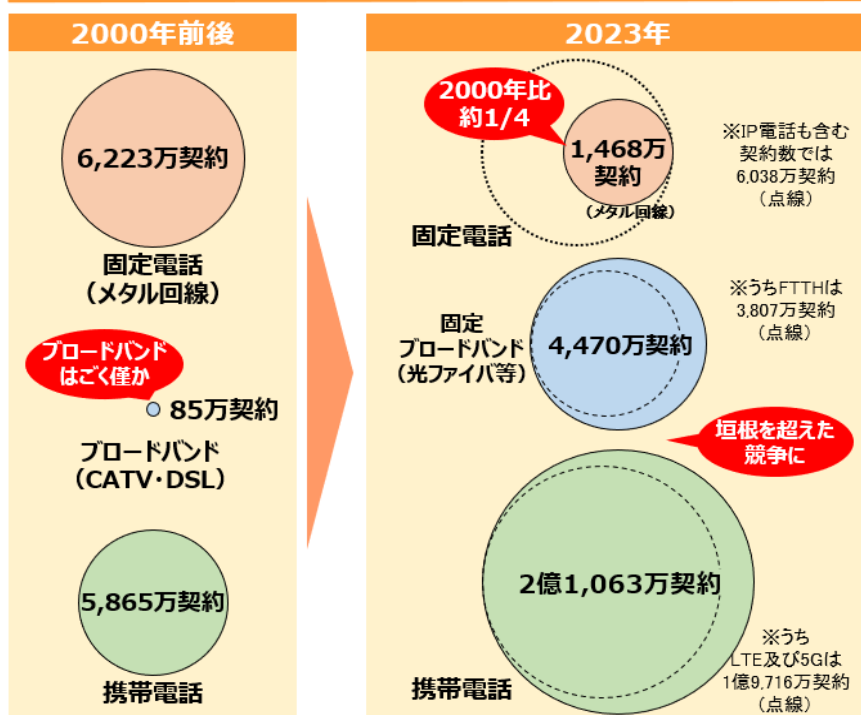 2000年前後
6,223万契約
固定電話
（メタル回線）
ブロードバンド
はごく僅か
85万契約
ブロードバンド
（CATV・DSL）
5,865万契約
携帯電話
2023年
2000年比
約1/4
1,468万
契約
（メタル回線）
固定電話
※IP電話も含む
契約数では
6,038万契約
（点線）
固定
ブロードバンド
（光ファイバ等）
4,470万契約
※うちFTTHは
3,807万契約
（点線）
垣根を超えた
競争に
2億1,063万契約
携帯電話
※うち
LTE及び5Gは
1億9,716万契約
（点線）